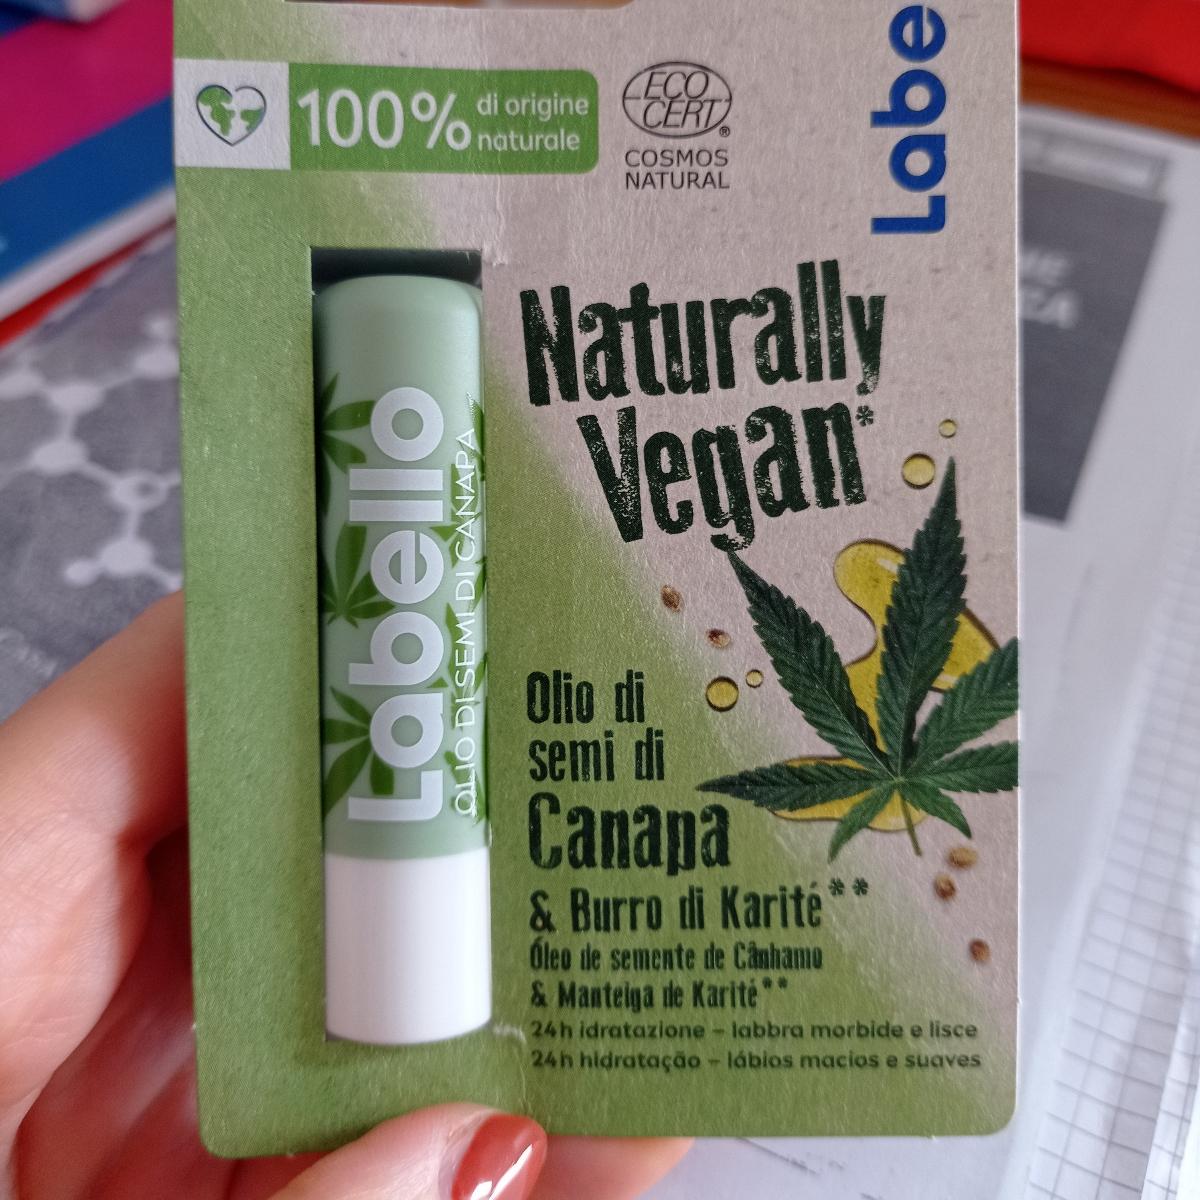 100% di origine
naturale
ECO
CERT®
COSMOS
NATURAL
Labe
Naturally
Vegan*
Labello
OLIO DI SEMI DI CANAPA
Olio di
semi di
Canapa
& Burro di Karité**
Óleo de semente de Cânhamo
& Manteiga de Karité**
24h idratazione – labbra morbide e lisce
24h hidratação – lábios macios e suaves